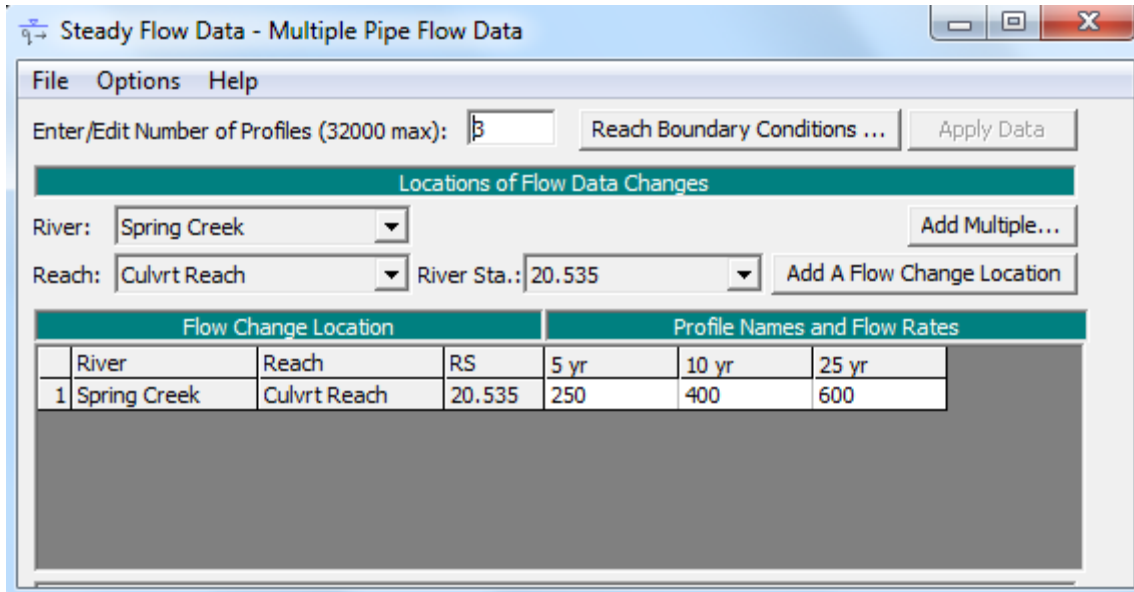 Steady Flow Data - Multiple Pipe Flow Data
File Options Help
Enter/Edit Number of Profiles (32000 max): 3 Reach Boundary Conditions ... Apply Data
Locations of Flow Data Changes
River: Spring Creek Add Multiple...
Reach: Culvrt Reach River Sta.: 20.535 Add A Flow Change Location
Flow Change Location Profile Names and Flow Rates
River Reach RS 5 yr 10 yr 25 yr
1 Spring Creek Culvrt Reach 20.535 250 400 600